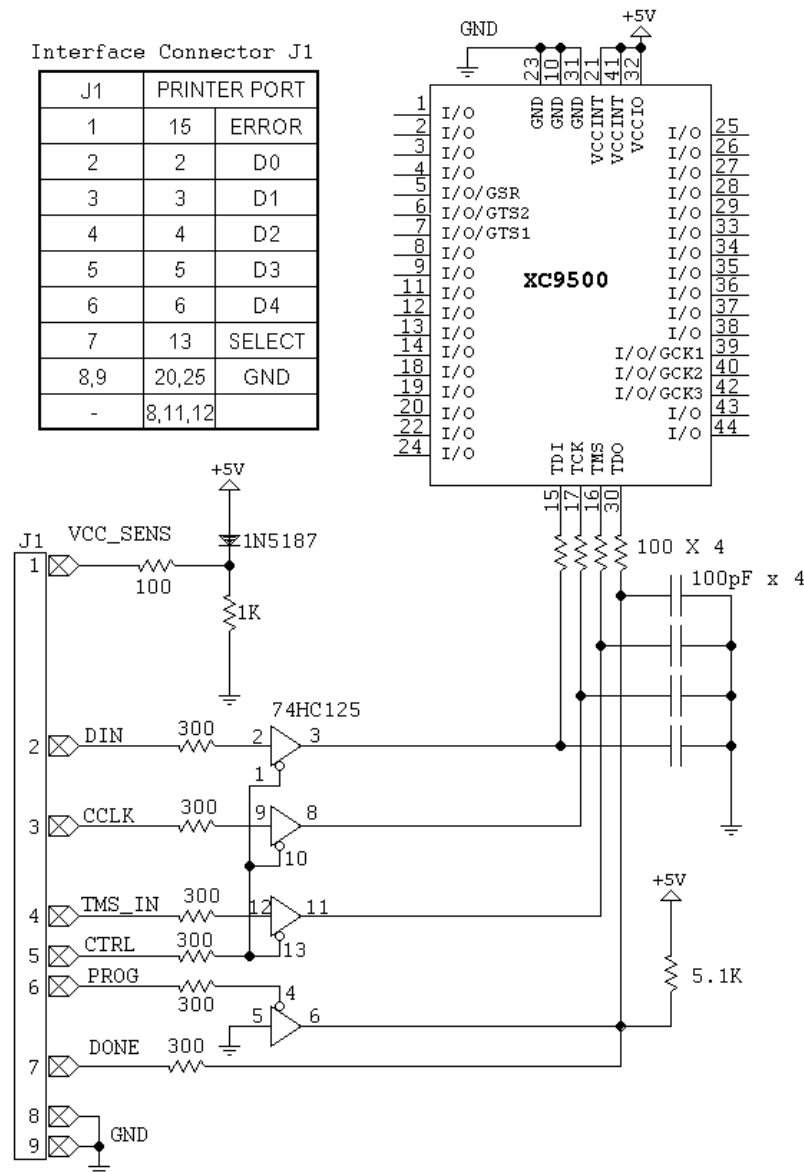 Interface Connector J1
J1 PRINTER PORT
1 15 ERROR
2 2 D0
3 3 D1
4 4 D2
5 5 D3
6 6 D4
7 13 SELECT
8,9 20,25 GND
- 8,11,12
GND
+5V
23 10 31 21 41 32
GND GND GND VCCINT VCCINT VCCIO
1 I/O
2 I/O
3 I/O
4 I/O
5 I/O/GSR
6 I/O/GTS2
7 I/O/GTS1
8 I/O
9 I/O
11 I/O
12 I/O
13 I/O
14 I/O
18 I/O
19 I/O
20 I/O
22 I/O
24 I/O
XC9500
I/O 25
I/O 26
I/O 27
I/O 28
I/O 29
I/O 33
I/O 34
I/O 35
I/O 36
I/O 37
I/O 38
I/O/GCK1 39
I/O/GCK2 40
I/O/GCK3 42
I/O 43
I/O 44
TDI TCK TMS TDO
15 17 16 30
100 X 4
100pF x 4
+5V
1N5187
J1
VCC_SENS
1
100
1K
74HC125
2 DIN 300 2 3
1
3 CCLK 300 9 8
10
4 TMS_IN 300 12 11
5 CTRL 300 13
6 PROG 300 4
5 6
+5V
5.1K
7 DONE 300
8
9 GND